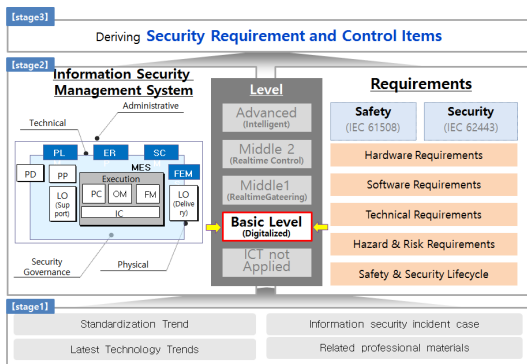 [stage3]
Deriving Security Requirement and Control Items
[stage2]
Information Security
Management System
Administrative
Technical
PL
ER
SC
MES
FEM
PD
PP
Execution
PC
OM
FM
IC
LO
(Sup
port)
LO
(Delive
ry)
Security
Governance
Physical
Level
Advanced
(Intelligent)
Middle 2
(Realtime Control)
Middle1
(RealtimeGateering)
Basic Level
(Digitalized)
ICT not
Applied
Requirements
Safety
(IEC 61508)
Security
(IEC 62443)
Hardware Requirements
Software Requirements
Technical Requirements
Hazard & Risk Requirements
Safety & Security Lifecycle
[stage1]
Standardization Trend
Information security incident case
Latest Technology Trends
Related professional materials